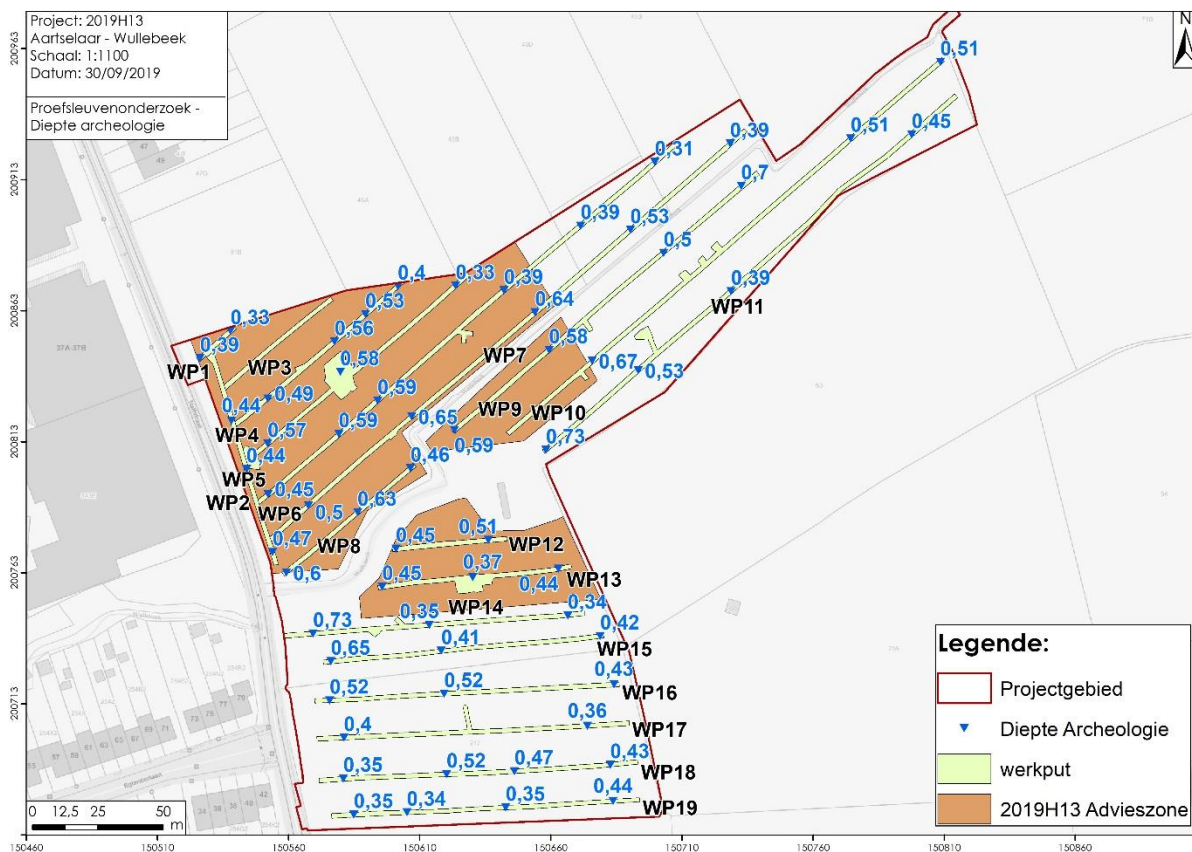 Project: 2019H13
Aartselaar - Wullebeek
Schaal: 1:1100
Datum: 30/09/2019
Proefsleuvenonderzoek -
Diepte archeologie
N
200963
200913
200863
200813
200763
200713
0,51
0,51
0,45
0,39
0,31
0,7
0,39
0,53
0,5
0,4
0,33
0,39
0,53
0,64
0,39
WP11
0,33
0,56
0,58
0,39
WP1
WP3
WP7
0,58
0,67
0,53
0,59
0,49
0,44
WP9
WP10
0,65
0,59
WP4
0,57
0,59
0,73
0,44
0,46
WP5
WP2
0,45
0,63
WP6
0,5
0,47
WP8
0,51
0,45
WP12
0,6
0,37
0,45
0,44
WP13
WP14
0,73
0,35
0,34
0,65
0,41
0,42
WP15
0,52
0,52
0,43
WP16
0,4
0,36
WP17
0,35
0,52
0,47
0,43
WP18
0,35
0,34
0,35
0,44
WP19
37A-37B
47
49
Legende:
Projectgebied
Diepte Archeologie
werkput
2019H13 Advieszone
0 12,5 25 50
m
150460 150510 150560 150610 150660 150710 150760 150810 150860